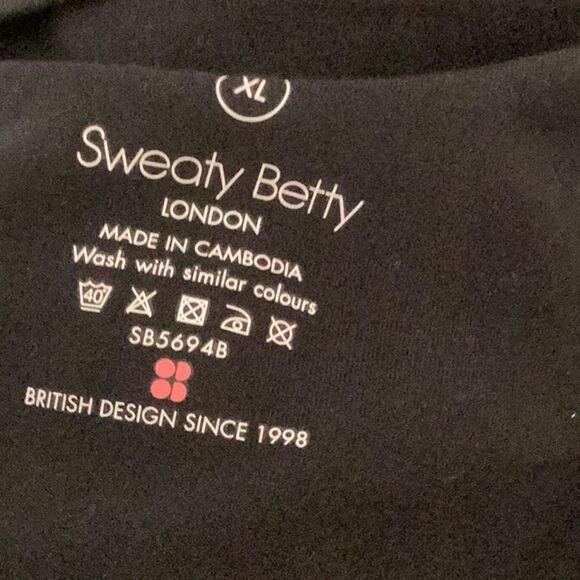 XL
Sweaty Betty
LONDON
MADE IN CAMBODIA
Wash with similar colours
40
SB5694B
BRITISH DESIGN SINCE 1998